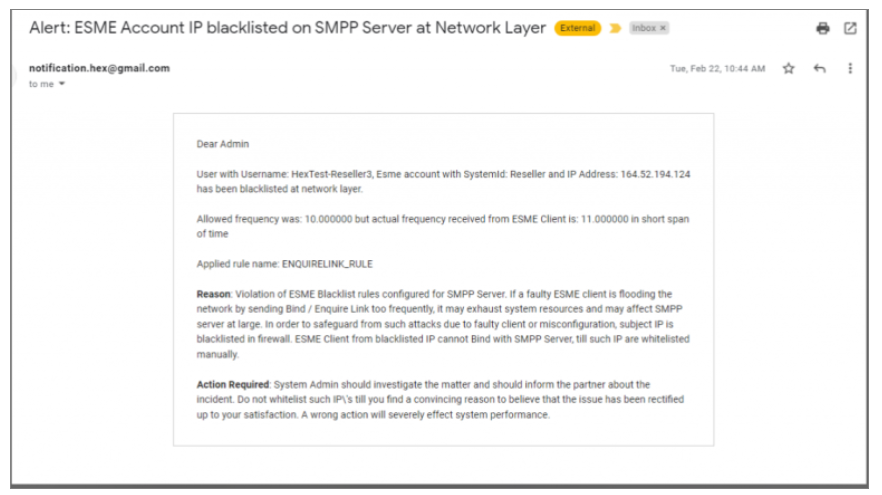 Alert: ESME Account IP blacklisted on SMPP Server at Network Layer External Inbox ×
notification.hex@gmail.com Tue, Feb 22, 10:44 AM
to me
Dear Admin
User with Username: HexTest-Reseller3, Esme account with SystemId: Reseller and IP Address: 164.52.194.124
has been blacklisted at network layer.
Allowed frequency was: 10.000000 but actual frequency received from ESME Client is: 11.000000 in short span
of time
Applied rule name: ENQUIRELINK_RULE
Reason: Violation of ESME Blacklist rules configured for SMPP Server. If a faulty ESME client is flooding the
network by sending Bind / Enquire Link too frequently, it may exhaust system resources and may affect SMPP
server at large. In order to safeguard from such attacks due to faulty client or misconfiguration, subject IP is
blacklisted in firewall. ESME Client from blacklisted IP cannot Bind with SMPP Server, till such IP are whitelisted
manually.
Action Required: System Admin should investigate the matter and should inform the partner about the
incident. Do not whitelist such IP\'s till you find a convincing reason to believe that the issue has been rectified
up to your satisfaction. A wrong action will severely effect system performance.